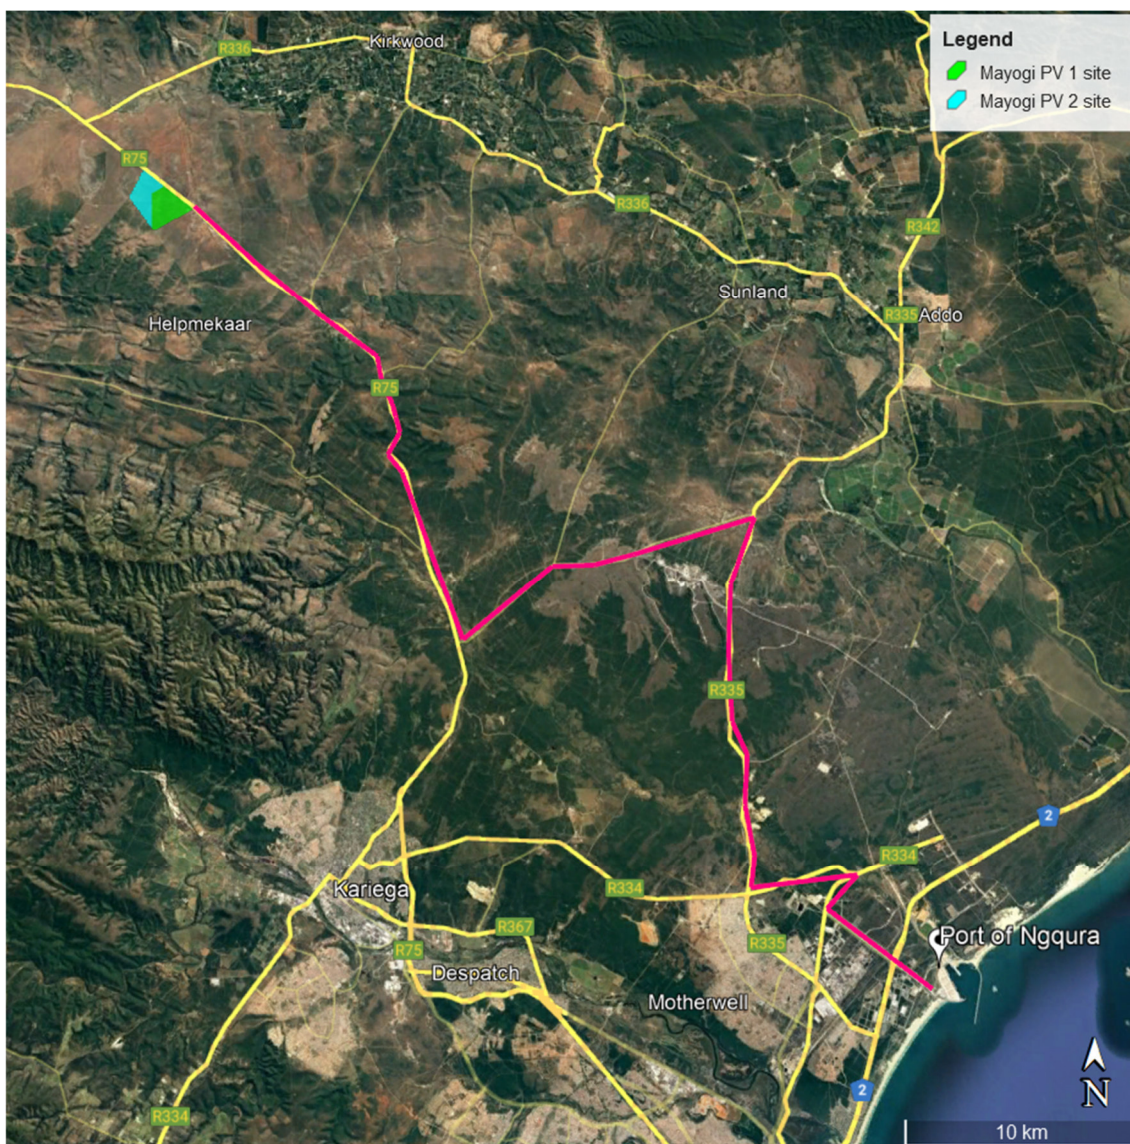 Legend
Mayogi PV 1 site
Mayogi PV 2 site
R336
Kirkwood
R75
R336
R342
Sunland
R335
Addo
Helpmekaar
R75
R335
2
R334
Kariega
R334
R367
R335
Port of Ngqura
R75
Despatch
Motherwell
2
R334
N
10 km